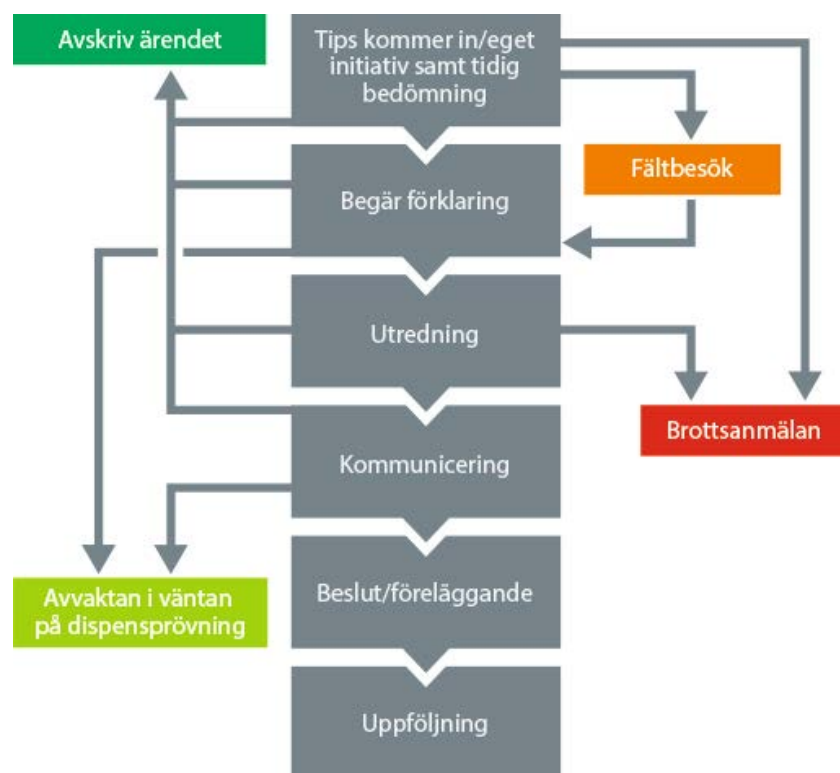 Avskriv ärendet
Tips kommer in/eget
initiativ samt tidig
bedömning
Fältbesök
Begär förklaring
Utredning
Brottsanmälan
Kommunicering
Avvaktan i väntan
på dispensprövning
Beslut/föreläggande
Uppföljning